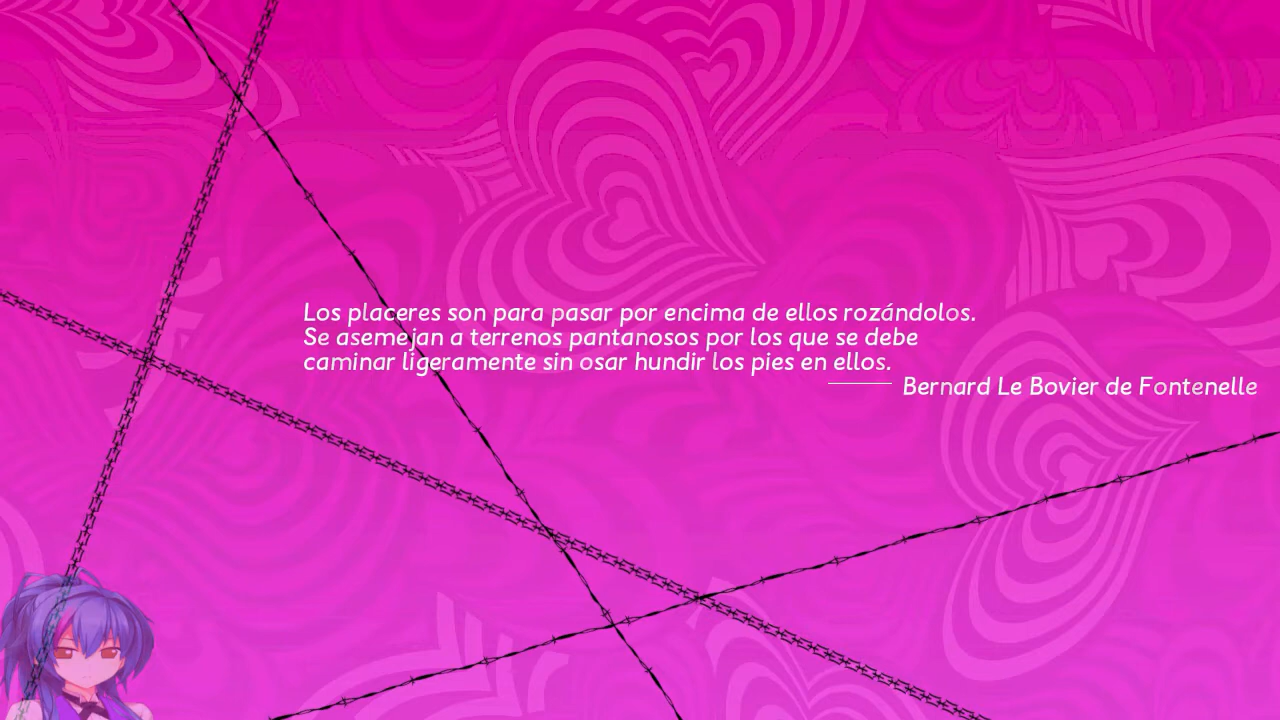 Los placeres son para pasar por encima de ellos rozándolos.
Se asemejan a terrenos pantanosos por los que se debe
caminar ligeramente sin osar hundir los pies en ellos.
Bernard Le Bovier de Fontenelle